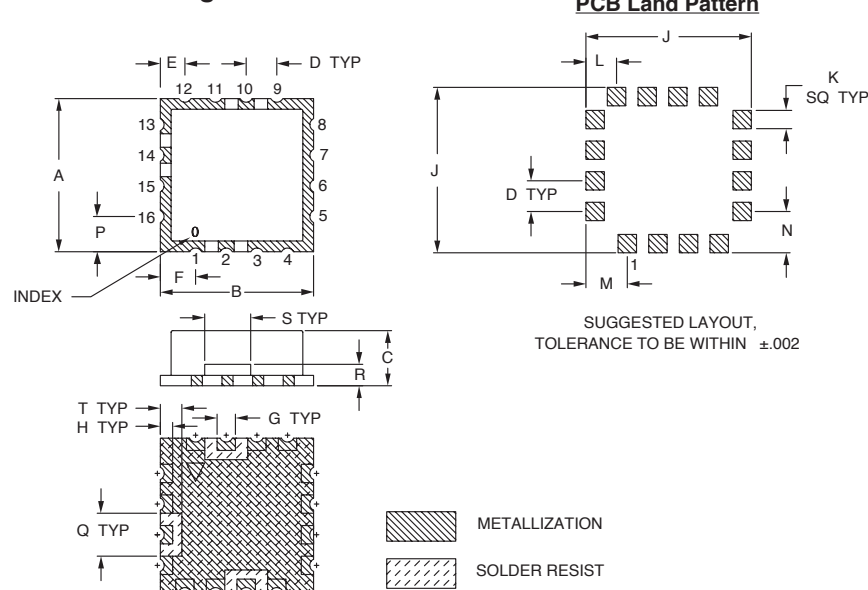 PCB Land Pattern
E
D TYP
12 11 10 9
13
14
15
16
8
7
6
5
A
P
0
1 2 3 4
F
B
INDEX
S TYP
C
R
T TYP
H TYP
G TYP
Q TYP
J
L
K
SQ TYP
J
D TYP
N
1
M
SUGGESTED LAYOUT,
TOLERANCE TO BE WITHIN ±.002
METALLIZATION
SOLDER RESIST